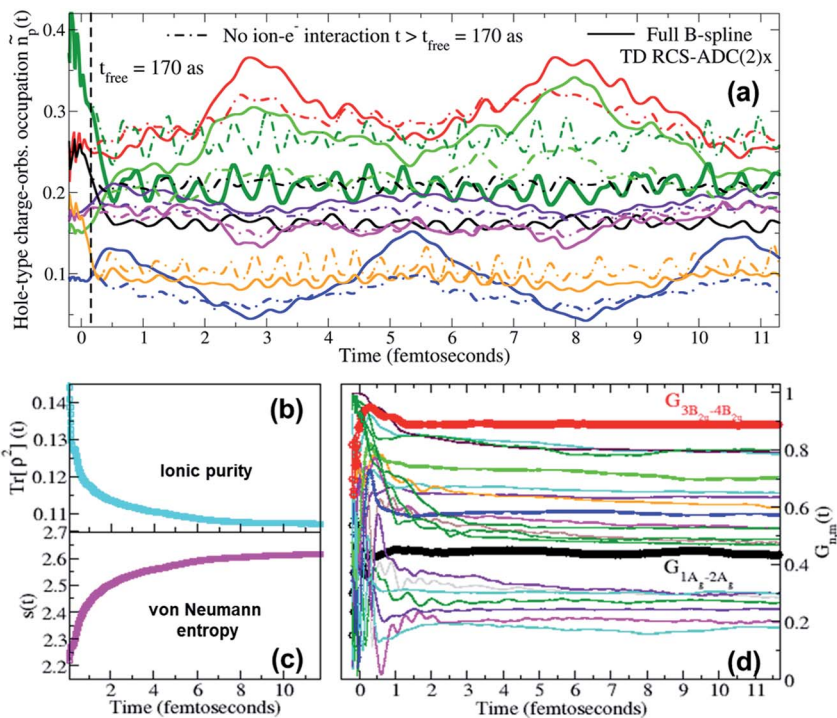 Hole-type charge-orbs. occupation ñₚ(t)
0.4
0.3
0.2
0.1
No ion-e⁻ interaction t > t_free = 170 as
Full B-spline
TD RCS-ADC(2)x
t_free = 170 as
(a)
0 1 2 3 4 5 6 7 8 9 10 11
Time (femtoseconds)
Tr[ρ²](t)
0.14
0.13
0.12
0.11
(b)
Ionic purity
s(t)
2.7
2.6
2.5
2.4
2.3
2.2
von Neumann
entropy
(c)
2 4 6 8 10
Time (femtoseconds)
G_3B₂g-4B₂g
G_1Ag-2Ag
(d)
1
0.8
0.6
0.4
0.2
0
G_n,m(t)
0 1 2 3 4 5 6 7 8 9 10 11
Time (femtoseconds)